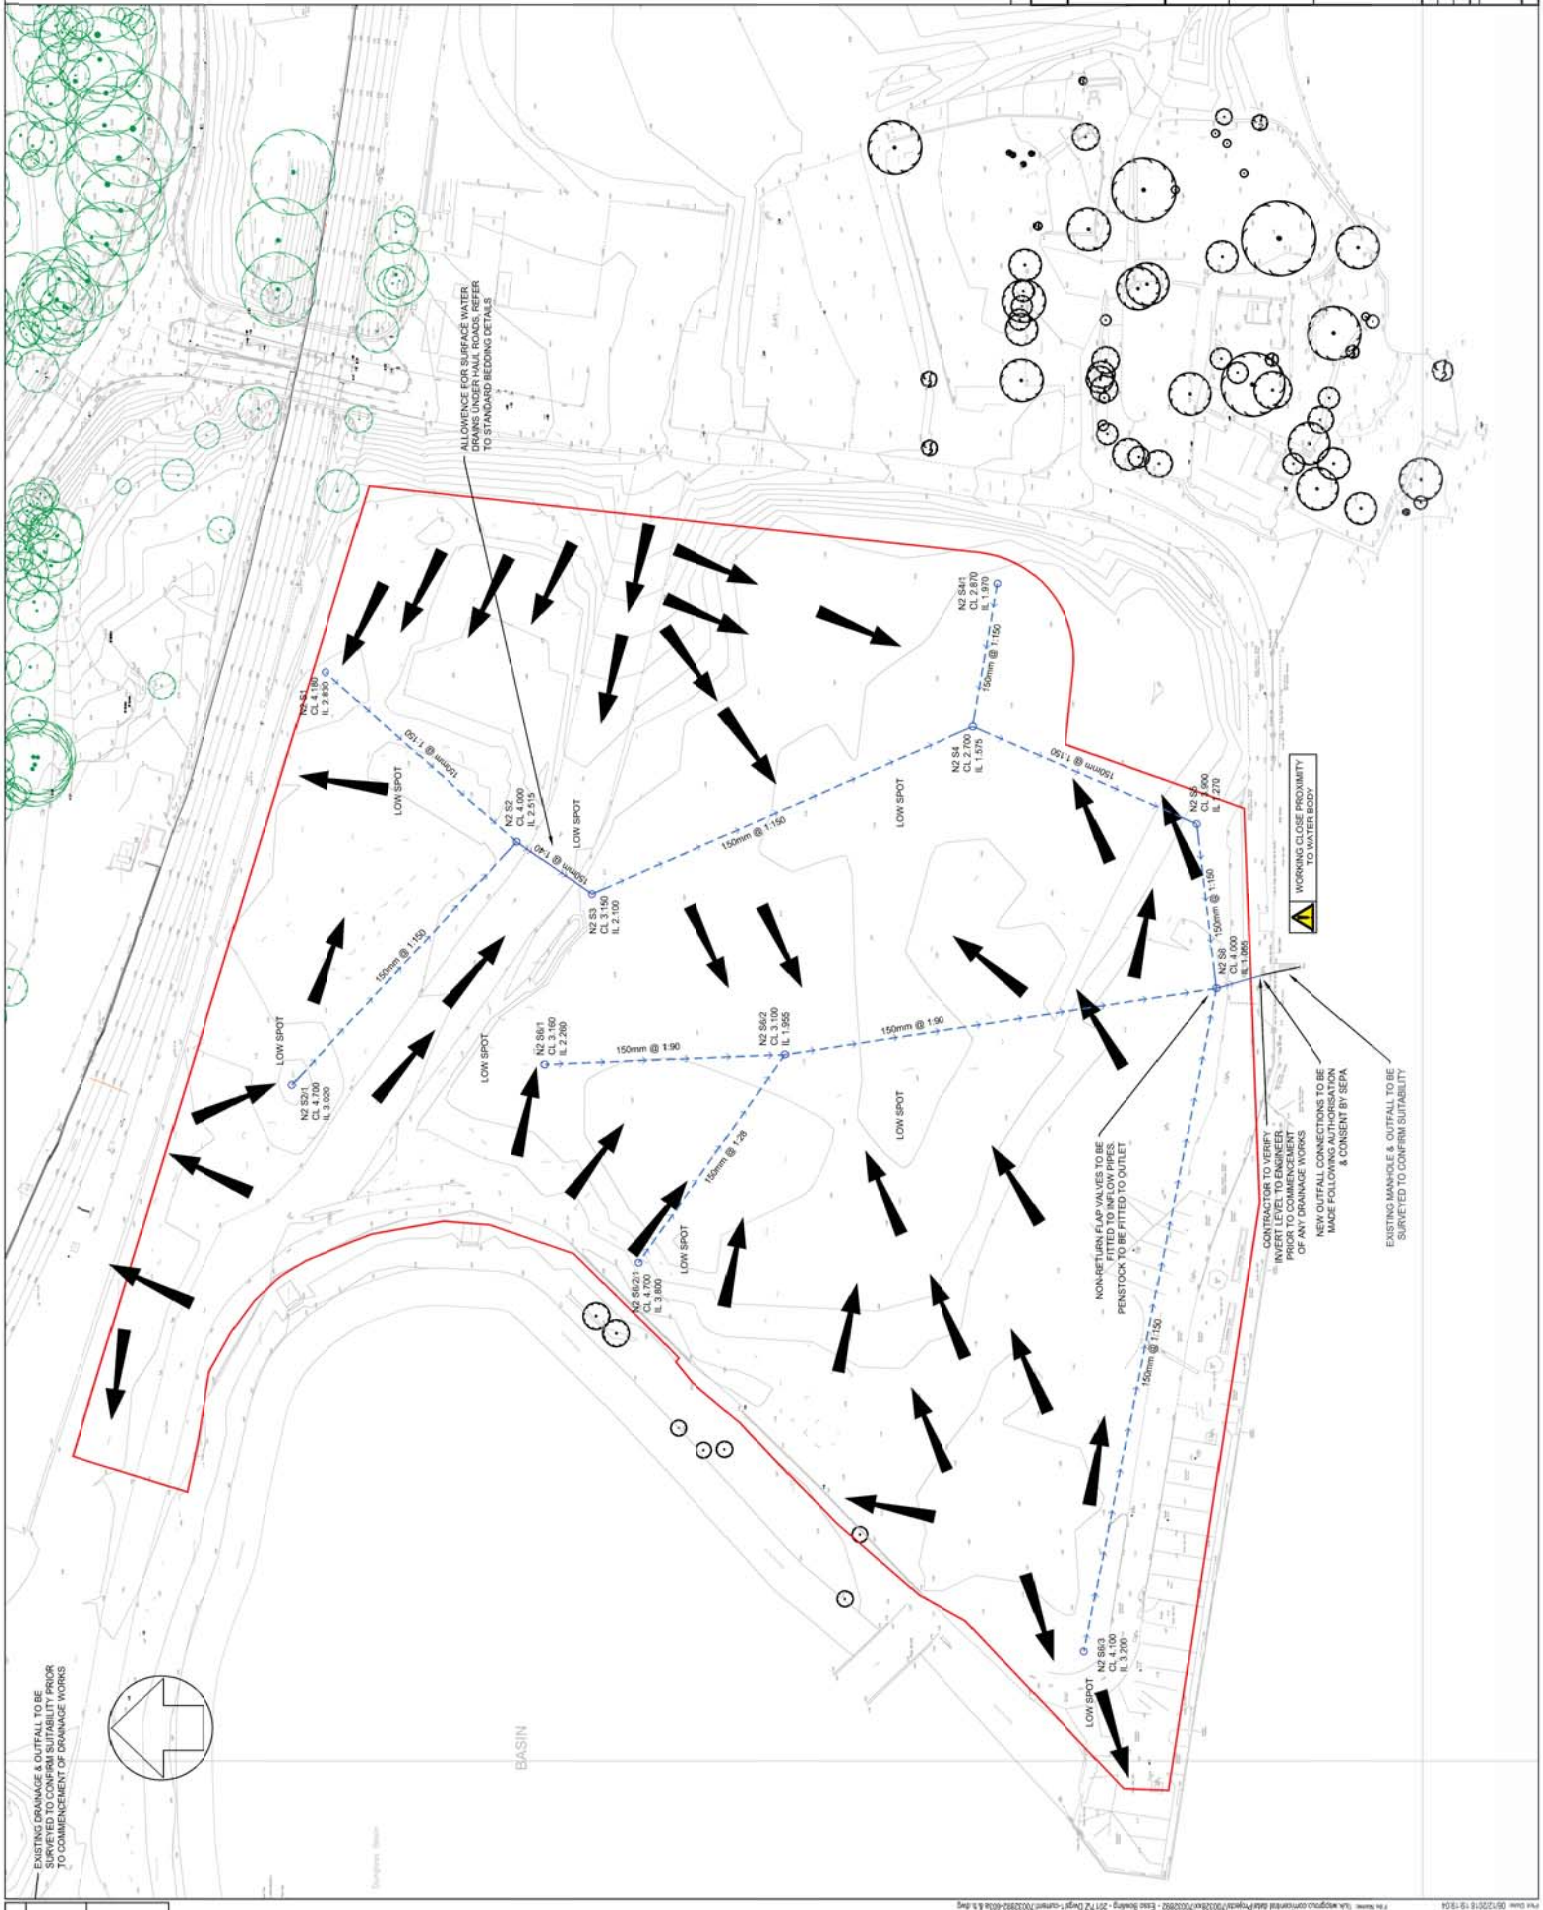 EXISTING DRAINAGE & OUTFALL TO BE
SURVEYED TO CONFIRM SUITABILITY PRIOR
TO COMMENCEMENT OF DRAINAGE WORKS
BASIN
ALLOWENCE FOR SURFACE WATER
DRAINS UNDER HAUL ROADS, REFER
TO STANDARD BEDDING DETAILS
N2 S1
CL 4.180
IL 2.830
150mm @ 1:150
LOW SPOT
N2 S2
CL 4.000
IL 2.515
LOW SPOT
150mm @ 1:40
N2 S3
CL 3.150
IL 2.100
150mm @ 1:150
LOW SPOT
N2 S2/1
CL 4.700
IL 3.020
150mm @ 1:150
LOW SPOT
N2 S6/1
CL 3.160
IL 2.260
150mm @ 1:90
N2 S6/2
CL 3.100
IL 1.955
150mm @ 1:90
150mm @ 1:28
LOW SPOT
N2 S6/2/1
CL 4.700
IL 3.800
LOW SPOT
LOW SPOT
N2 S4/1
CL 2.870
IL 1.970
150mm @ 1:150
N2 S4
CL 2.700
IL 1.575
150mm @ 1:150
N2 S5
150mm @ 1:150
N2 S6
CL 4.000
IL 1.065
WORKING CLOSE PROXIMITY
TO WATER BODY
NON-RETURN FLAP VALVES TO BE
FITTED TO INFLOW PIPES.
PENSTOCK TO BE FITTED TO OUTLET
CONTRACTOR TO VERIFY
INVERT LEVEL TO ENGINEER
PRIOR TO COMMENCEMENT
OF ANY DRAINAGE WORKS
NEW OUTFALL CONNECTIONS TO BE
MADE FOLLOWING AUTHORISATION
& CONSENT BY SEPA
EXISTING MANHOLE & OUTFALL TO BE
SURVEYED TO CONFIRM SUITABILITY
150mm @ 1:150
N2 S6/3
CL 4.100
IL 3.200
LOW SPOT